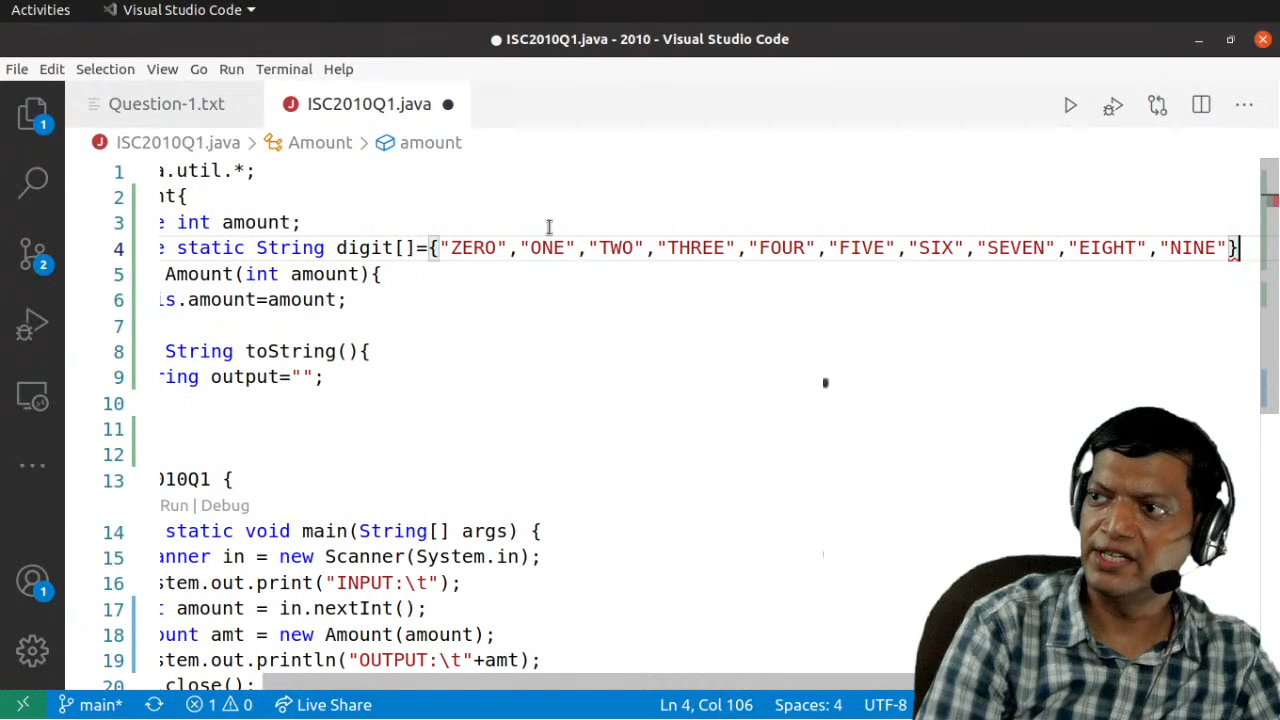 Activities Visual Studio Code
ISC2010Q1.java - 2010 - Visual Studio Code
File Edit Selection View Go Run Terminal Help
Question-1.txt ISC2010Q1.java
ISC2010Q1.java > Amount > amount
1 a.util.*;
2 nt{
3 e int amount;
4 e static String digit[]={"ZERO","ONE","TWO","THREE","FOUR","FIVE","SIX","SEVEN","EIGHT","NINE"}
5 Amount(int amount){
6 is.amount=amount;
7
8 String toString(){
9 ring output="";
10
11
12
13 010Q1 {
Run | Debug
14 static void main(String[] args) {
15 anner in = new Scanner(System.in);
16 stem.out.print("INPUT:\t");
17 t amount = in.nextInt();
18 ount amt = new Amount(amount);
19 stem.out.println("OUTPUT:\t"+amt);
20 .close();
1
2
1
main* 1 0 Live Share Ln 4, Col 106 Spaces: 4 UTF-8